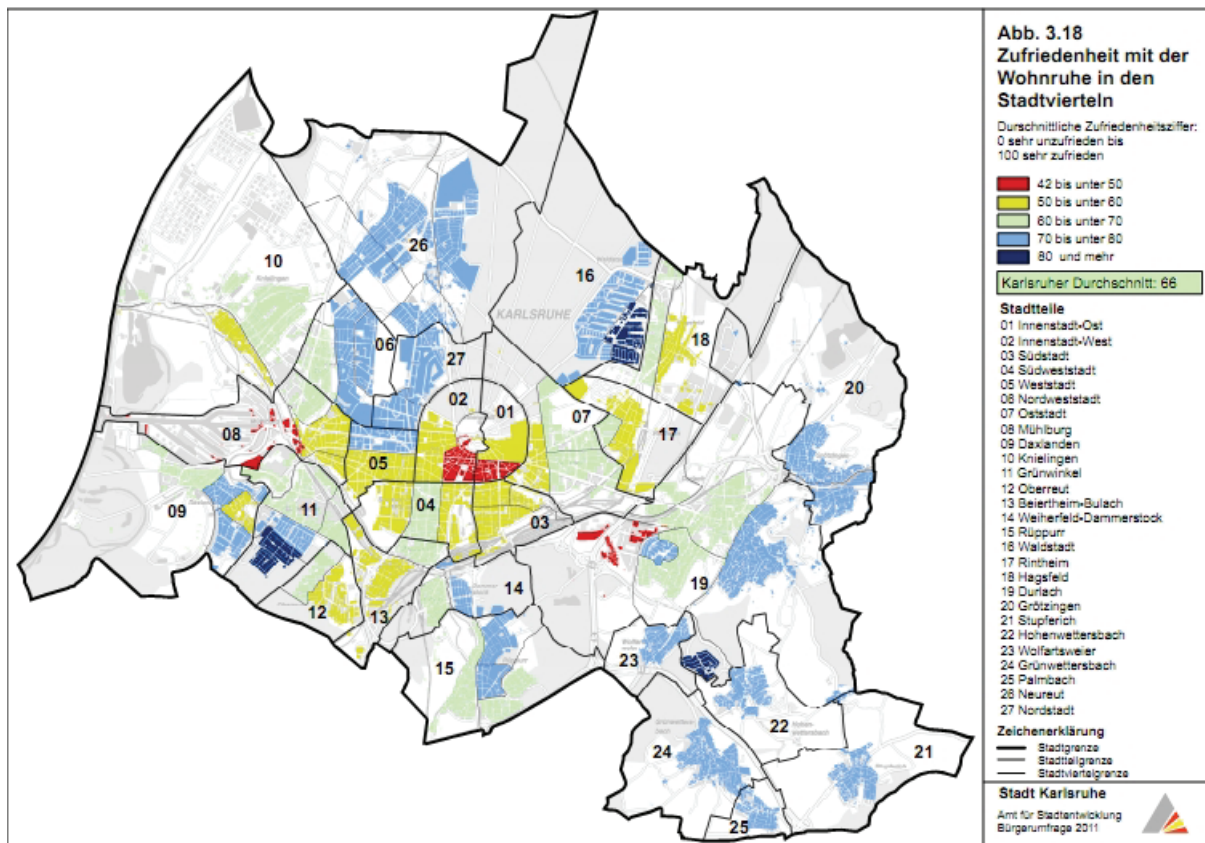 Abb. 3.18
Zufriedenheit mit der
Wohnruhe in den
Stadtvierteln
Durschnittliche Zufriedenheitsziffer:
0 sehr unzufrieden bis
100 sehr zufrieden
42 bis unter 50
50 bis unter 60
60 bis unter 70
70 bis unter 80
80 und mehr
Karlsruher Durchschnitt: 66
Stadtteile
01 Innenstadt-Ost
02 Innenstadt-West
03 Südstadt
04 Südweststadt
05 Weststadt
06 Nordweststadt
07 Oststadt
08 Mühlburg
09 Daxlanden
10 Knielingen
11 Grünwinkel
12 Oberreut
13 Beiertheim-Bulach
14 Weiherfeld-Dammerstock
15 Rüppurr
16 Waldstadt
17 Rintheim
18 Hagsfeld
19 Durlach
20 Grötzingen
21 Stupferich
22 Hohenwettersbach
23 Wolfartsweier
24 Grünwettersbach
25 Palmbach
26 Neureut
27 Nordstadt
Zeichenerklärung
Stadtgrenze
Stadtteilgrenze
Stadtviertelgrenze
Stadt Karlsruhe
Amt für Stadtentwicklung
Bürgerumfrage 2011
26
10
Knielingen
16
KARLSRUHE
18
06
27
20
02
01
07
17
08
05
04
03
09
11
19
14
12
13
15
23
22
24
21
25